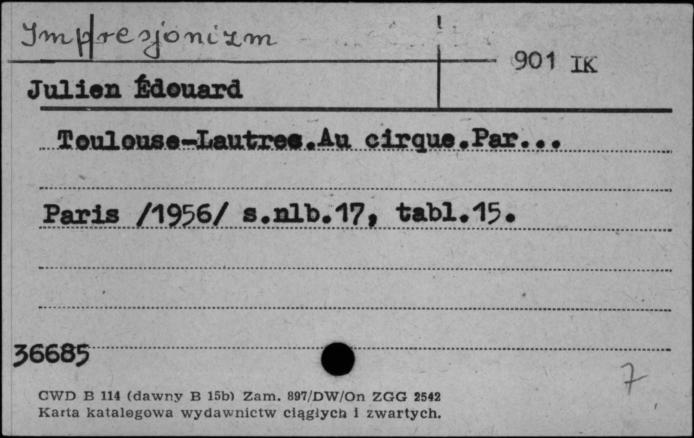 Impresjonizm
901 IK
Julien Édouard
Toulouse-Lautrec.Au cirque.Par...
Paris /1956/ s.nlb.17, tabl.15.
36685
7
CWD B 114 (dawny B 15b) Zam. 897/DW/On ZGG 2542
Karta katalogowa wydawnictw ciągłych i zwartych.